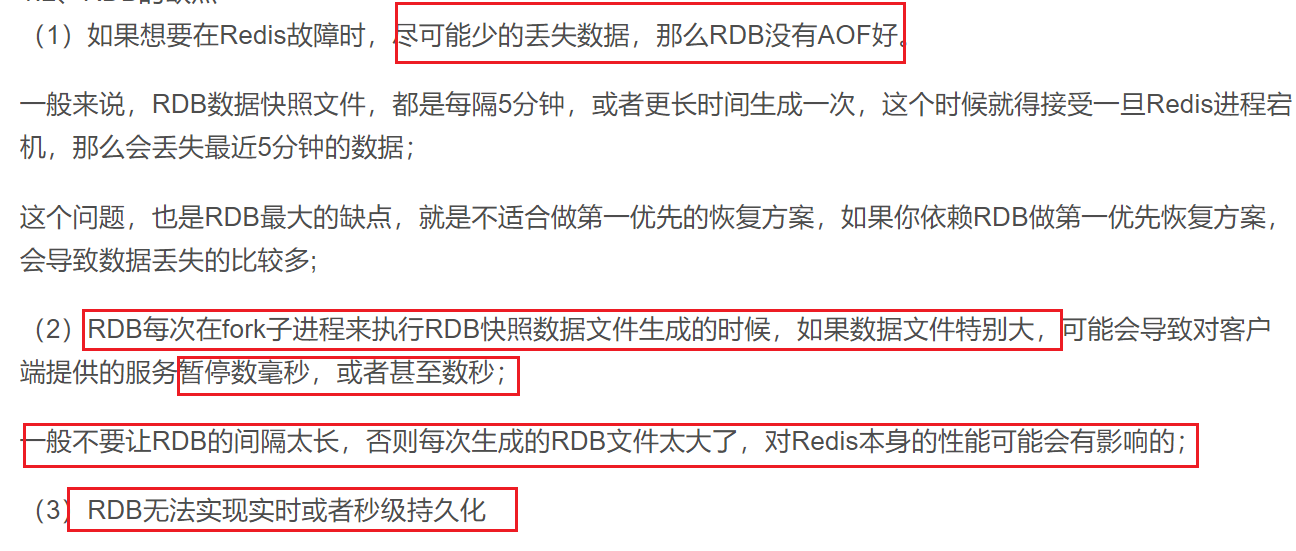 （1）如果想要在Redis故障时，尽可能少的丢失数据，那么RDB没有AOF好。
一般来说，RDB数据快照文件，都是每隔5分钟，或者更长时间生成一次，这个时候就得接受一旦Redis进程宕
机，那么会丢失最近5分钟的数据；
这个问题，也是RDB最大的缺点，就是不适合做第一优先的恢复方案，如果你依赖RDB做第一优先恢复方案，
会导致数据丢失的比较多;
（2）RDB每次在fork子进程来执行RDB快照数据文件生成的时候，如果数据文件特别大，可能会导致对客户
端提供的服务暂停数毫秒，或者甚至数秒；
一般不要让RDB的间隔太长，否则每次生成的RDB文件太大了，对Redis本身的性能可能会有影响的；
（3）RDB无法实现实时或者秒级持久化